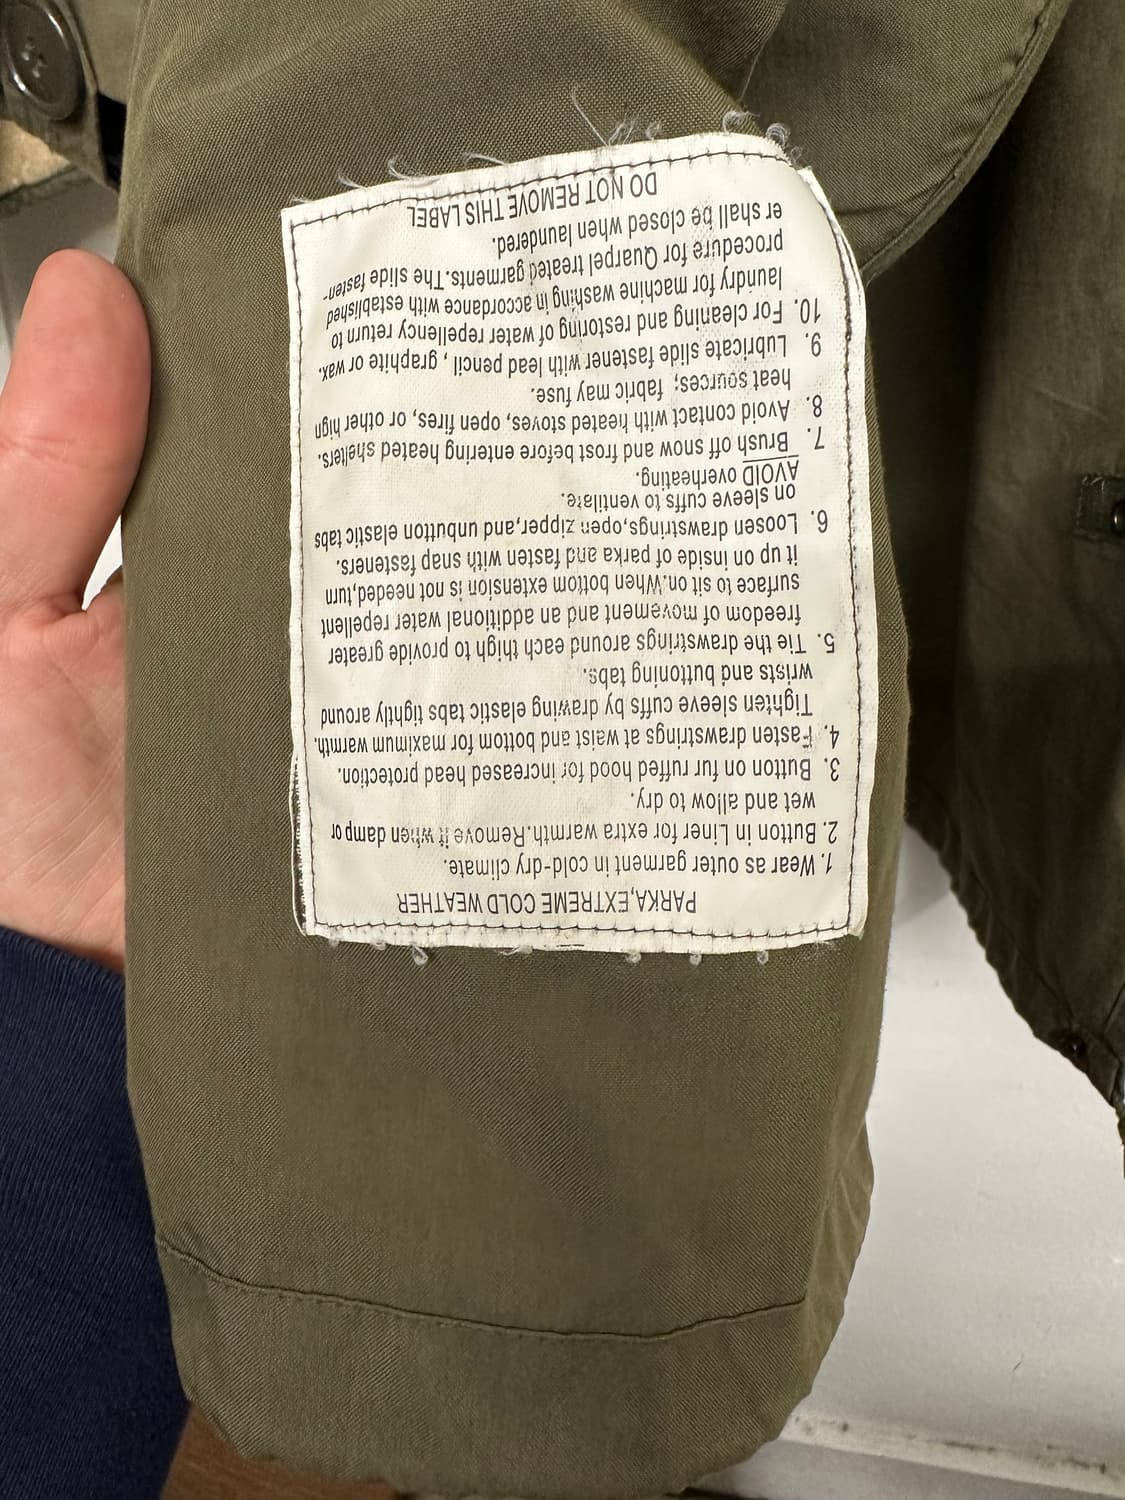 PARKA,EXTREME COLD WEATHER
1. Wear as outer garment in cold-dry climate.
2. Button in Liner for extra warmth.Remove it when damp or
wet and allow to dry.
3. Button on fur ruffed hood for increased head protection.
4. Fasten drawstrings at waist and bottom for maximum warmth.
Tighten sleeve cuffs by drawing elastic tabs tightly around
wrists and buttoning tabs.
5. Tie the drawstrings around each thigh to provide greater
freedom of movement and an additional water repellent
surface to sit on.When bottom extension is not needed,turn
it up on inside of parka and fasten with snap fasteners.
6. Loosen drawstrings,open zipper,and unbutton elastic tabs
on sleeve cuffs to ventilate.
AVOID overheating.
7. Brush off snow and frost before entering heated shelters.
8. Avoid contact with heated stoves, open fires, or other high
heat sources; fabric may fuse.
9. Lubricate slide fastener with lead pencil, graphite or wax.
10. For cleaning and restoring of water repellency return to
laundry for machine washing in accordance with established
procedure for Quarpel treated garments.The slide fasten-
er shall be closed when laundered.
DO NOT REMOVE THIS LABEL